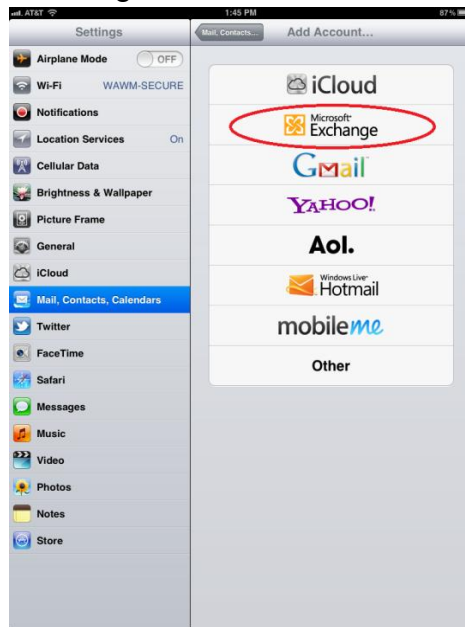 AT&T 1:45 PM 87%
Settings
Mail, Contacts... Add Account...
Airplane Mode OFF
Wi-Fi WAWM-SECURE
Notifications
Location Services On
Cellular Data
Brightness & Wallpaper
Picture Frame
General
iCloud
Mail, Contacts, Calendars
Twitter
FaceTime
Safari
Messages
Music
Video
Photos
Notes
Store
iCloud
Microsoft
Exchange
Gmail
YAHOO!
Aol.
Windows Live
Hotmail
mobileme
Other